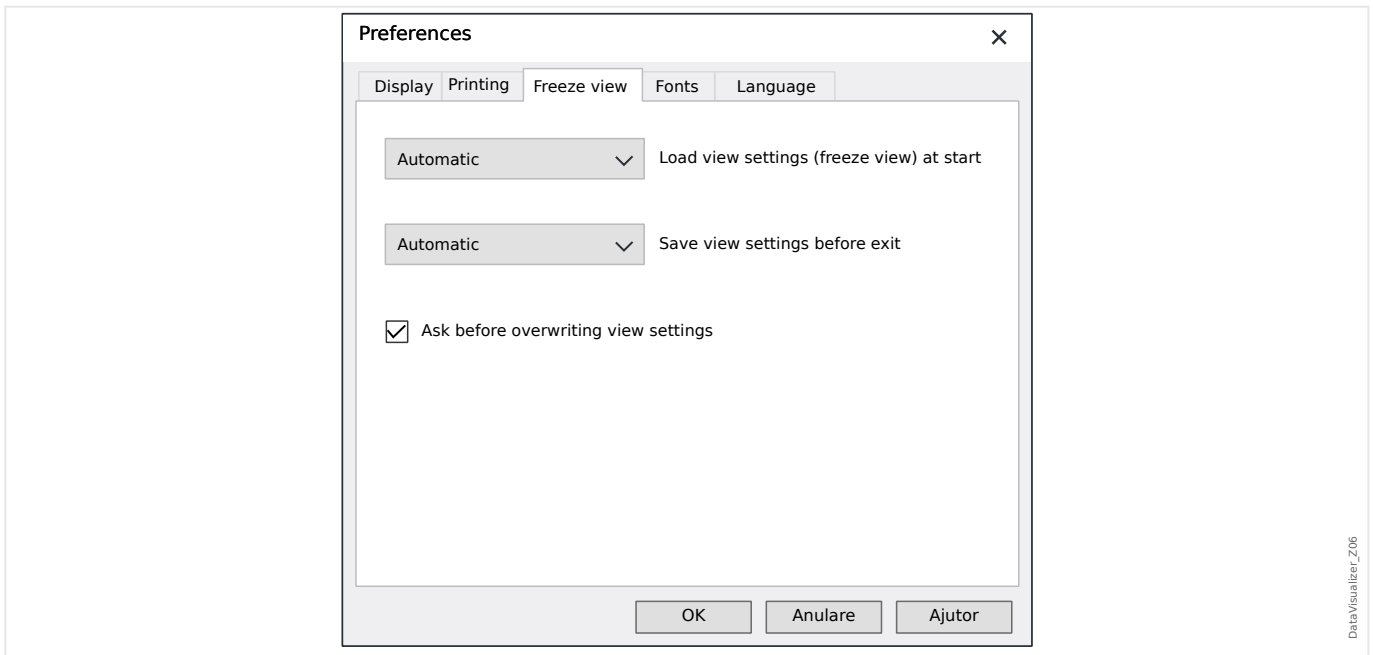 Preferences
Display Printing Freeze view Fonts Language
Automatic Load view settings (freeze view) at start
Automatic Save view settings before exit
Ask before overwriting view settings
OK Anulare Ajutor
DataVisualizer_Z06